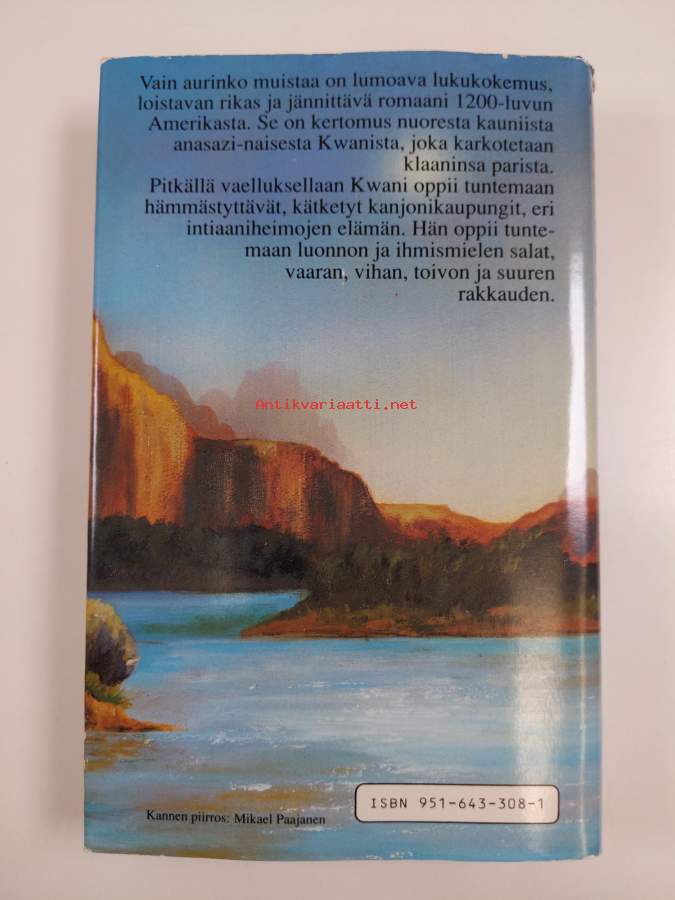 Vain aurinko muistaa on lumoava lukukokemus,
loistavan rikas ja jännittävä romaani 1200-luvun
Amerikasta. Se on kertomus nuoresta kauniista
anasazi-naisesta Kwanista, joka karkotetaan
klaaninsa parista.
Pitkällä vaelluksellaan Kwani oppii tuntemaan
hämmästyttävät, kätketyt kanjonikaupungit, eri
intiaaniheimojen elämän. Hän oppii tunte-
maan luonnon ja ihmismielen salat,
vaaran, vihan, toivon ja suuren
rakkauden.
Antikvariaatti.net
ISBN 951-643-308-1
Kannen piirros: Mikael Paajanen